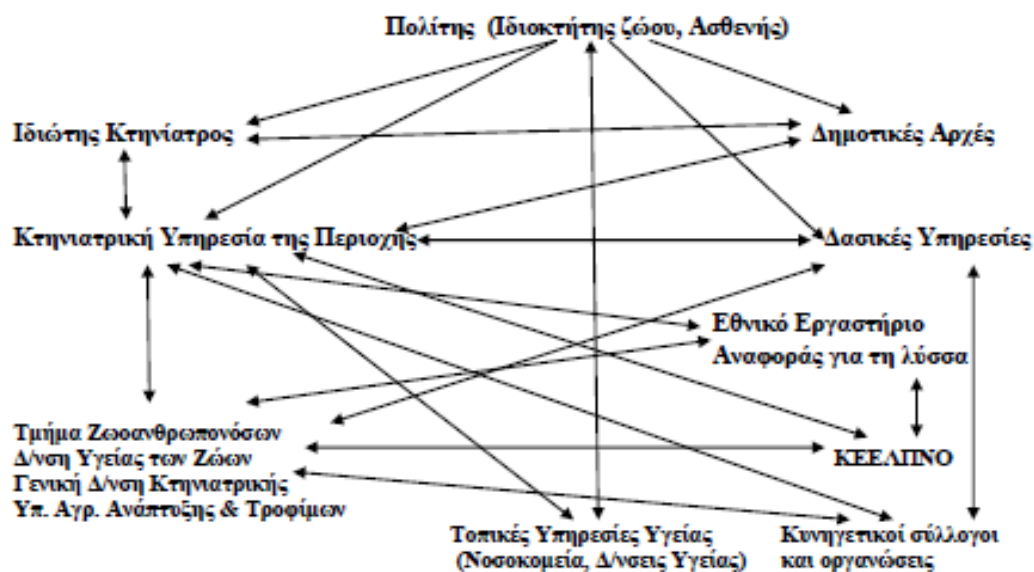 Πολίτης (Ιδιοκτήτης ζώου, Ασθενής)
Ιδιώτης Κτηνίατρος
Δημοτικές Αρχές
Κτηνιατρική Υπηρεσία της Περιοχής
Δασικές Υπηρεσίες
Εθνικό Εργαστήριο
Αναφοράς για τη λύσσα
Τμήμα Ζωοανθρωπονόσων
Δ/νση Υγείας των Ζώων
Γενική Δ/νση Κτηνιατρικής
Υπ. Αγρ. Ανάπτυξης & Τροφίμων
ΚΕΕΛΠΝΟ
Τοπικές Υπηρεσίες Υγείας
(Νοσοκομεία, Δ/νσεις Υγείας)
Κυνηγετικοί σύλλογοι
και οργανώσεις